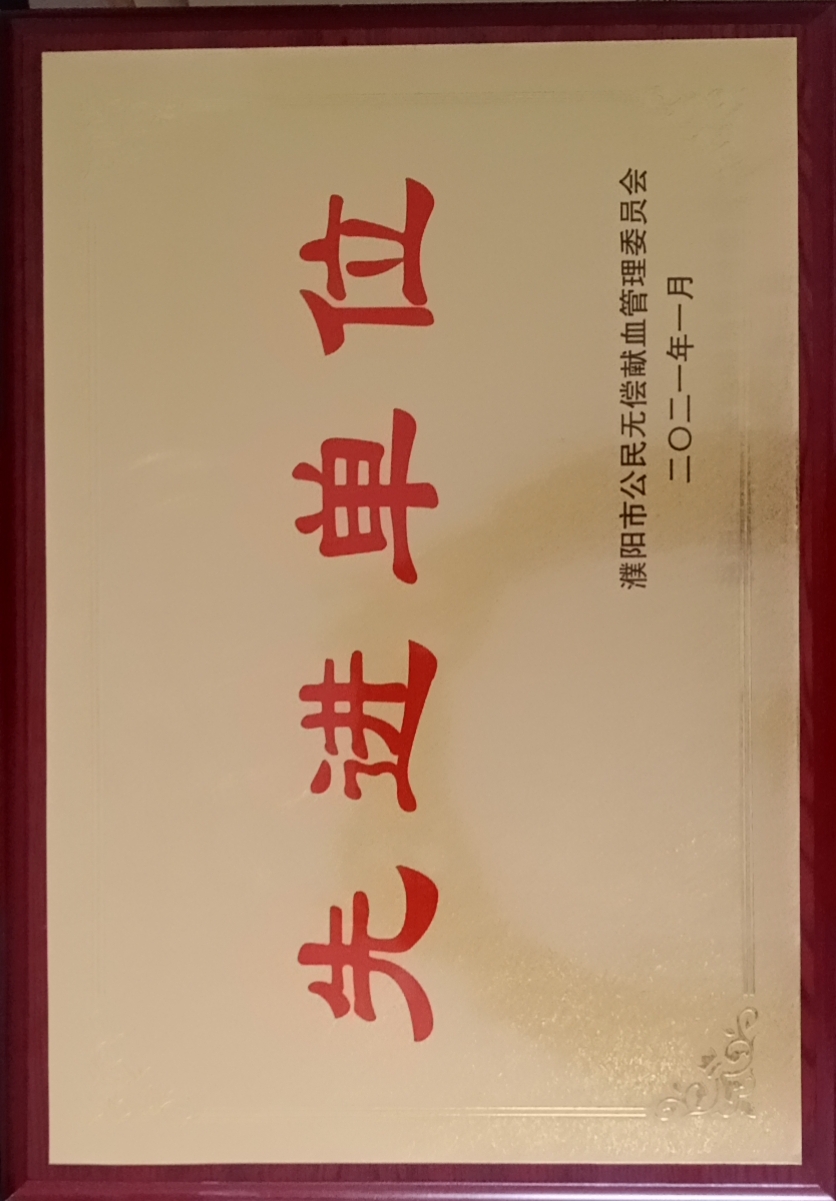 先进单位
濮阳市公民无偿献血管理委员会
二〇二一年一月